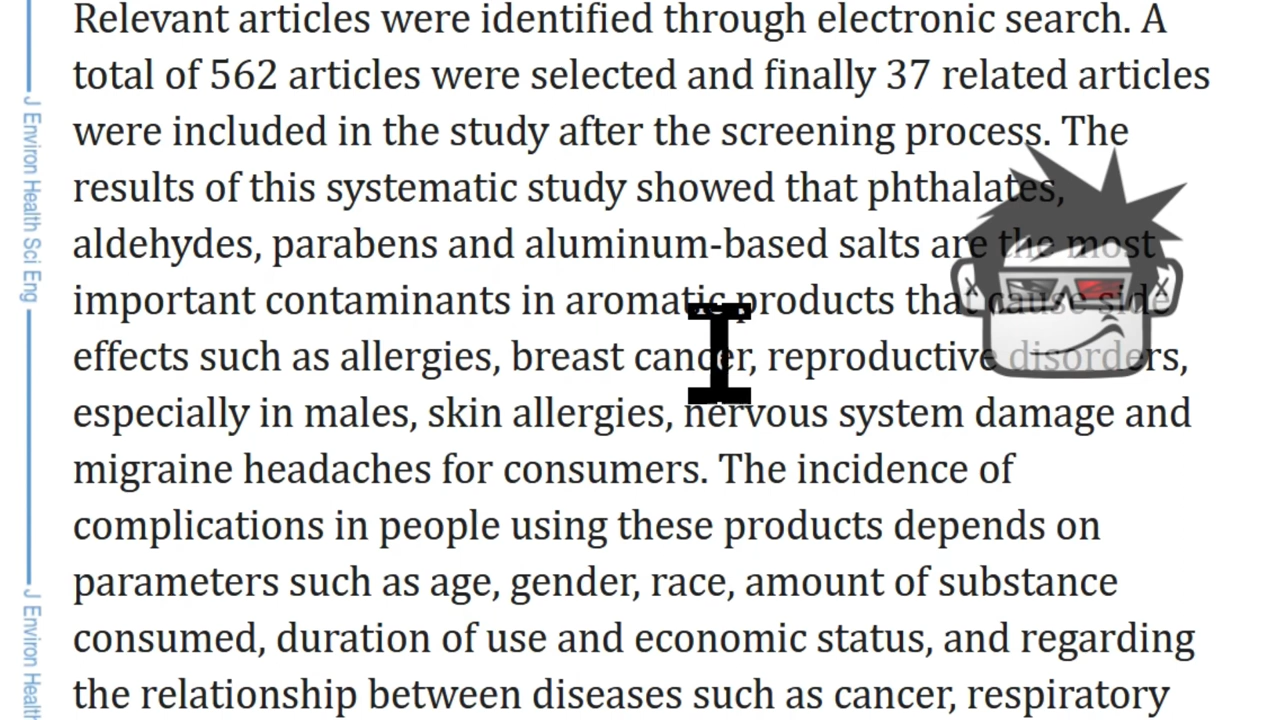 Relevant articles were identified through electronic search. A
total of 562 articles were selected and finally 37 related articles
were included in the study after the screening process. The
results of this systematic study showed that phthalates,
aldehydes, parabens and aluminum-based salts are the most
important contaminants in aromatic products that cause side
effects such as allergies, breast cancer, reproductive disorders,
especially in males, skin allergies, nervous system damage and
migraine headaches for consumers. The incidence of
complications in people using these products depends on
parameters such as age, gender, race, amount of substance
consumed, duration of use and economic status, and regarding
the relationship between diseases such as cancer, respiratory
J Environ Health Sci Eng
J Environ Health